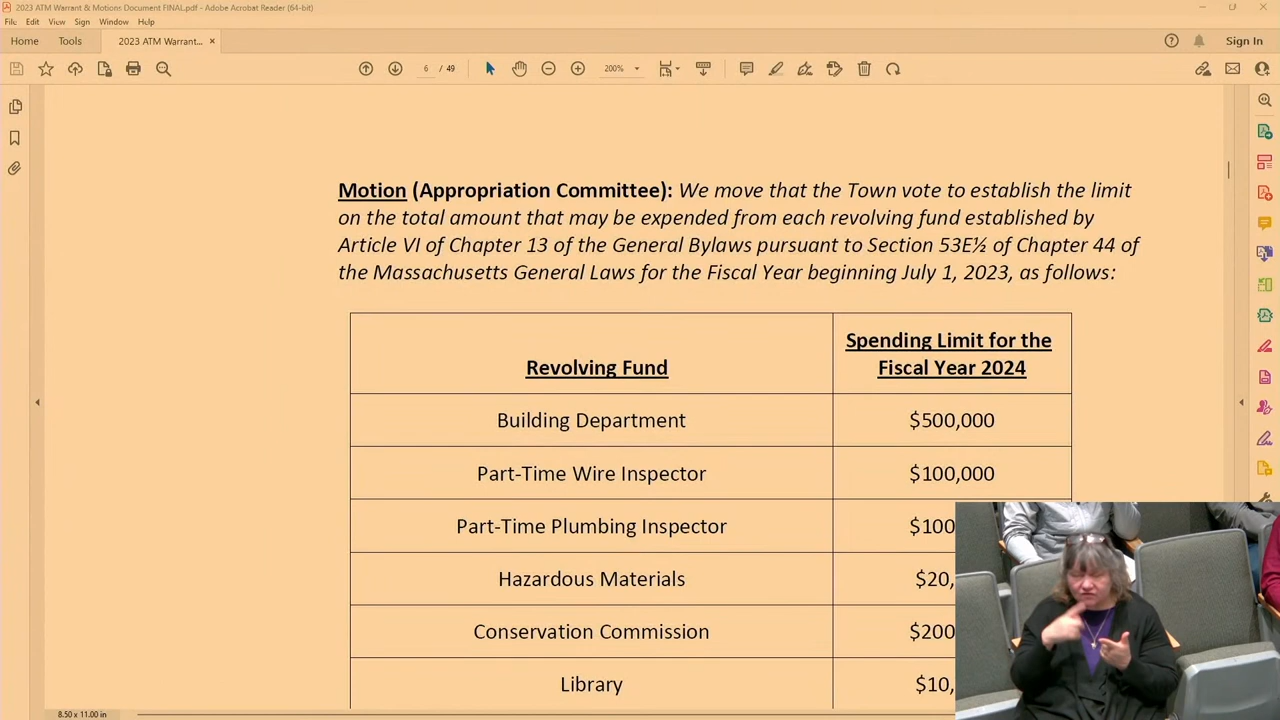 2023 ATM Warrant & Motions Document FINAL.pdf - Adobe Acrobat Reader (64-bit)
File Edit View Sign Window Help
Home Tools 2023 ATM Warrant... × Sign In
6 / 49 200%
Motion (Appropriation Committee): We move that the Town vote to establish the limit
on the total amount that may be expended from each revolving fund established by
Article VI of Chapter 13 of the General Bylaws pursuant to Section 53E½ of Chapter 44 of
the Massachusetts General Laws for the Fiscal Year beginning July 1, 2023, as follows:
Spending Limit for the
Revolving Fund Fiscal Year 2024
Building Department $500,000
Part-Time Wire Inspector $100,000
Part-Time Plumbing Inspector $100
Hazardous Materials $20,
Conservation Commission $200
Library $10,
8.50 x 11.00 in